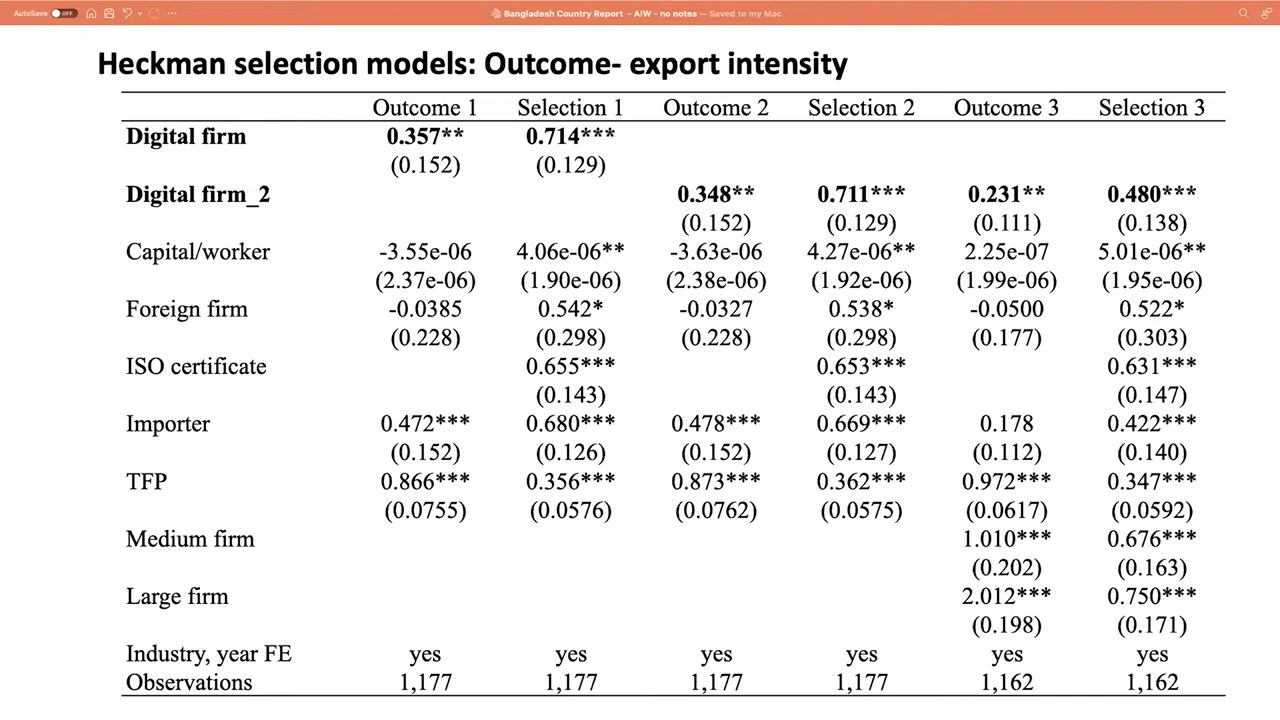 AutoSave OFF Bangladesh Country Report - AIW - no notes — Saved to my Mac
Heckman selection models: Outcome- export intensity
Outcome 1 Selection 1 Outcome 2 Selection 2 Outcome 3 Selection 3
Digital firm 0.357** 0.714***
(0.152) (0.129)
Digital firm_2 0.348** 0.711*** 0.231** 0.480***
(0.152) (0.129) (0.111) (0.138)
Capital/worker -3.55e-06 4.06e-06** -3.63e-06 4.27e-06** 2.25e-07 5.01e-06**
(2.37e-06) (1.90e-06) (2.38e-06) (1.92e-06) (1.99e-06) (1.95e-06)
Foreign firm -0.0385 0.542* -0.0327 0.538* -0.0500 0.522*
(0.228) (0.298) (0.228) (0.298) (0.177) (0.303)
ISO certificate 0.655*** 0.653*** 0.631***
(0.143) (0.143) (0.147)
Importer 0.472*** 0.680*** 0.478*** 0.669*** 0.178 0.422***
(0.152) (0.126) (0.152) (0.127) (0.112) (0.140)
TFP 0.866*** 0.356*** 0.873*** 0.362*** 0.972*** 0.347***
(0.0755) (0.0576) (0.0762) (0.0575) (0.0617) (0.0592)
Medium firm 1.010*** 0.676***
(0.202) (0.163)
Large firm 2.012*** 0.750***
(0.198) (0.171)
Industry, year FE yes yes yes yes yes yes
Observations 1,177 1,177 1,177 1,177 1,162 1,162